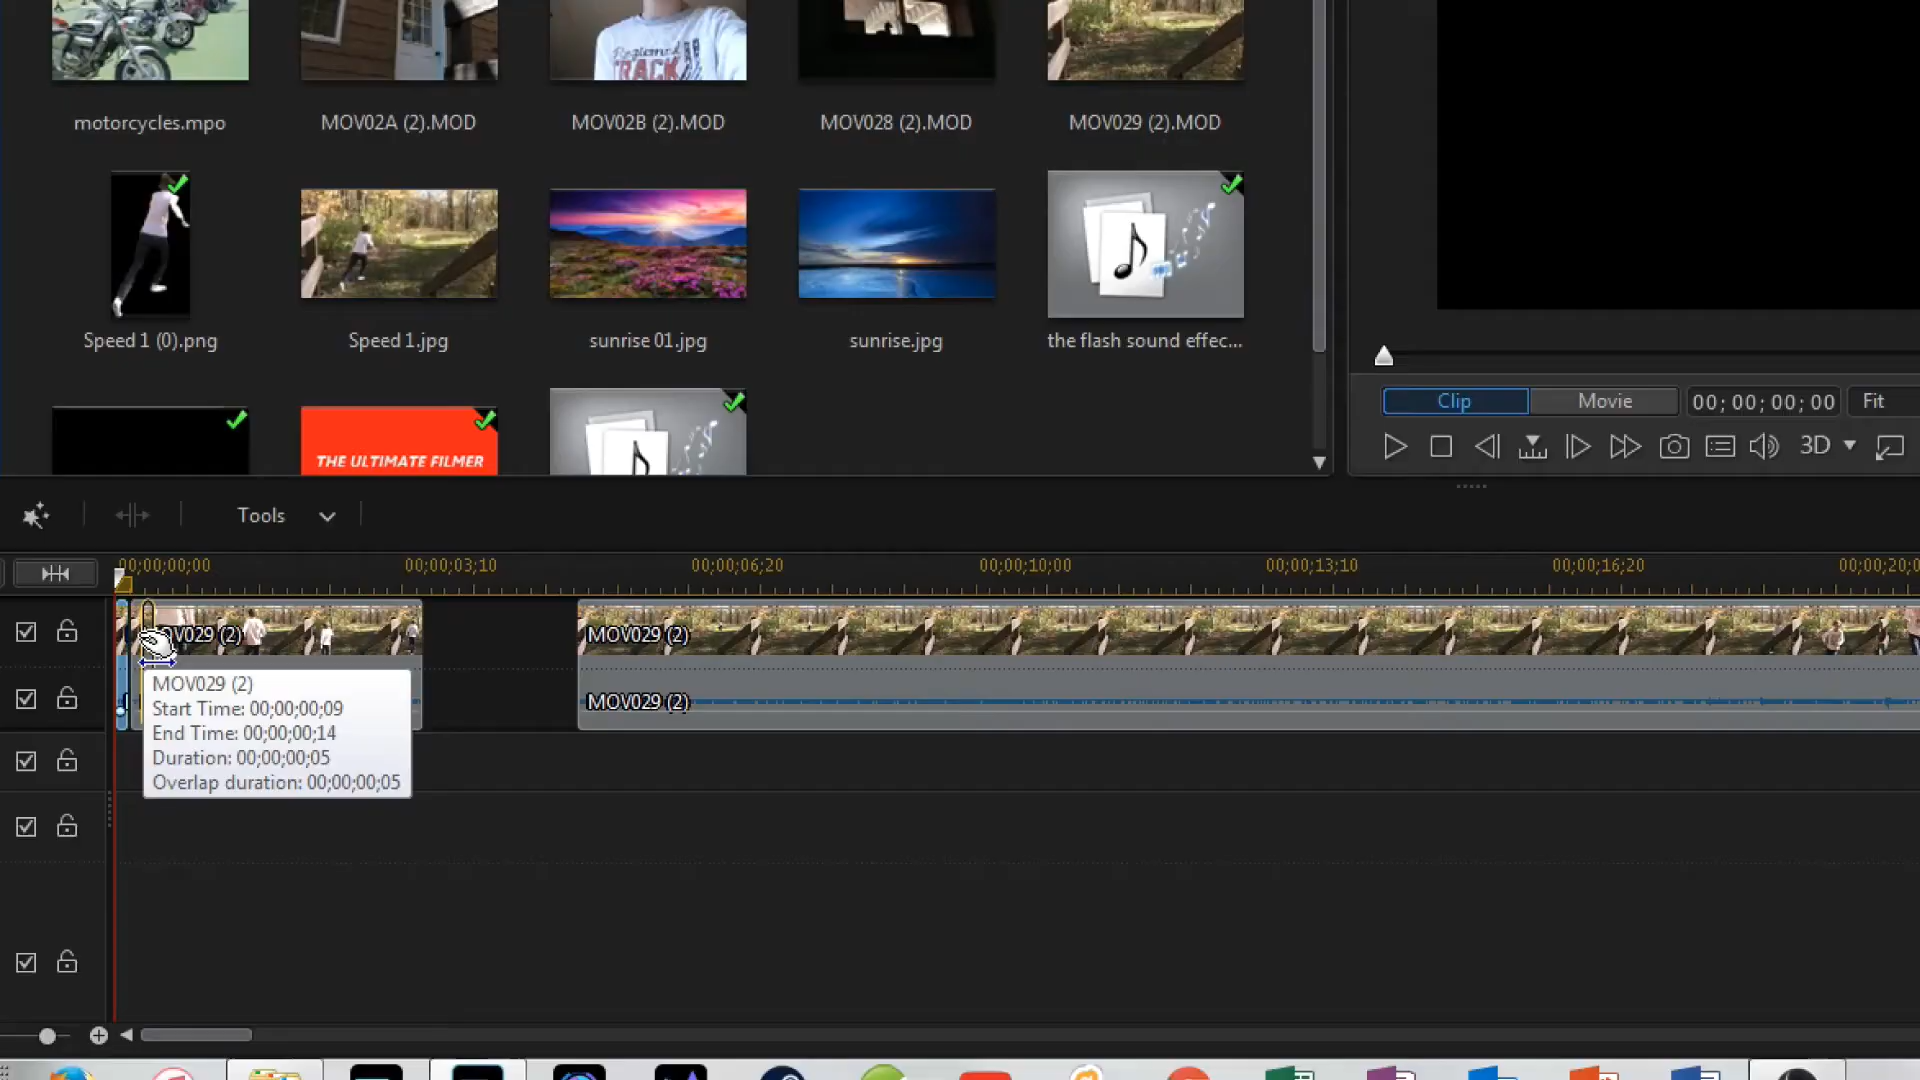 Regional
TRACK
motorcycles.mpo
MOV02A (2).MOD
MOV02B (2).MOD
MOV028 (2).MOD
MOV029 (2).MOD
Speed 1 (0).png
Speed 1.jpg
sunrise 01.jpg
sunrise.jpg
the flash sound effec...
THE ULTIMATE FILMER
Clip
Movie
00; 00; 00; 00
Fit
3D
Tools
00;00;00;00
00;00;03;10
00;00;06;20
00;00;10;00
00;00;13;10
00;00;16;20
00;00;20;0
MOV029 (2)
MOV029 (2)
MOV029 (2)
Start Time: 00;00;00;09
End Time: 00;00;00;14
Duration: 00;00;00;05
Overlap duration: 00;00;00;05
MOV029 (2)